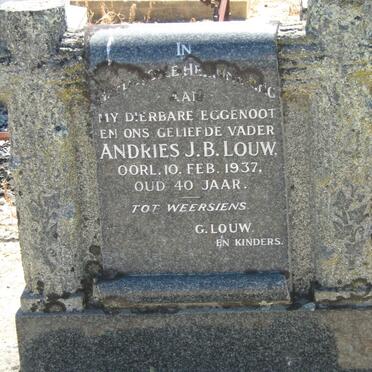 IN
AAN
MY DIERBARE EGGENOOT
EN ONS GELIEFDE VADER
ANDRIES J.B. LOUW,
OORL. 10. FEB. 1937,
OUD 40 JAAR.
TOT WEERSIENS.
G. LOUW.
EN KINDERS.